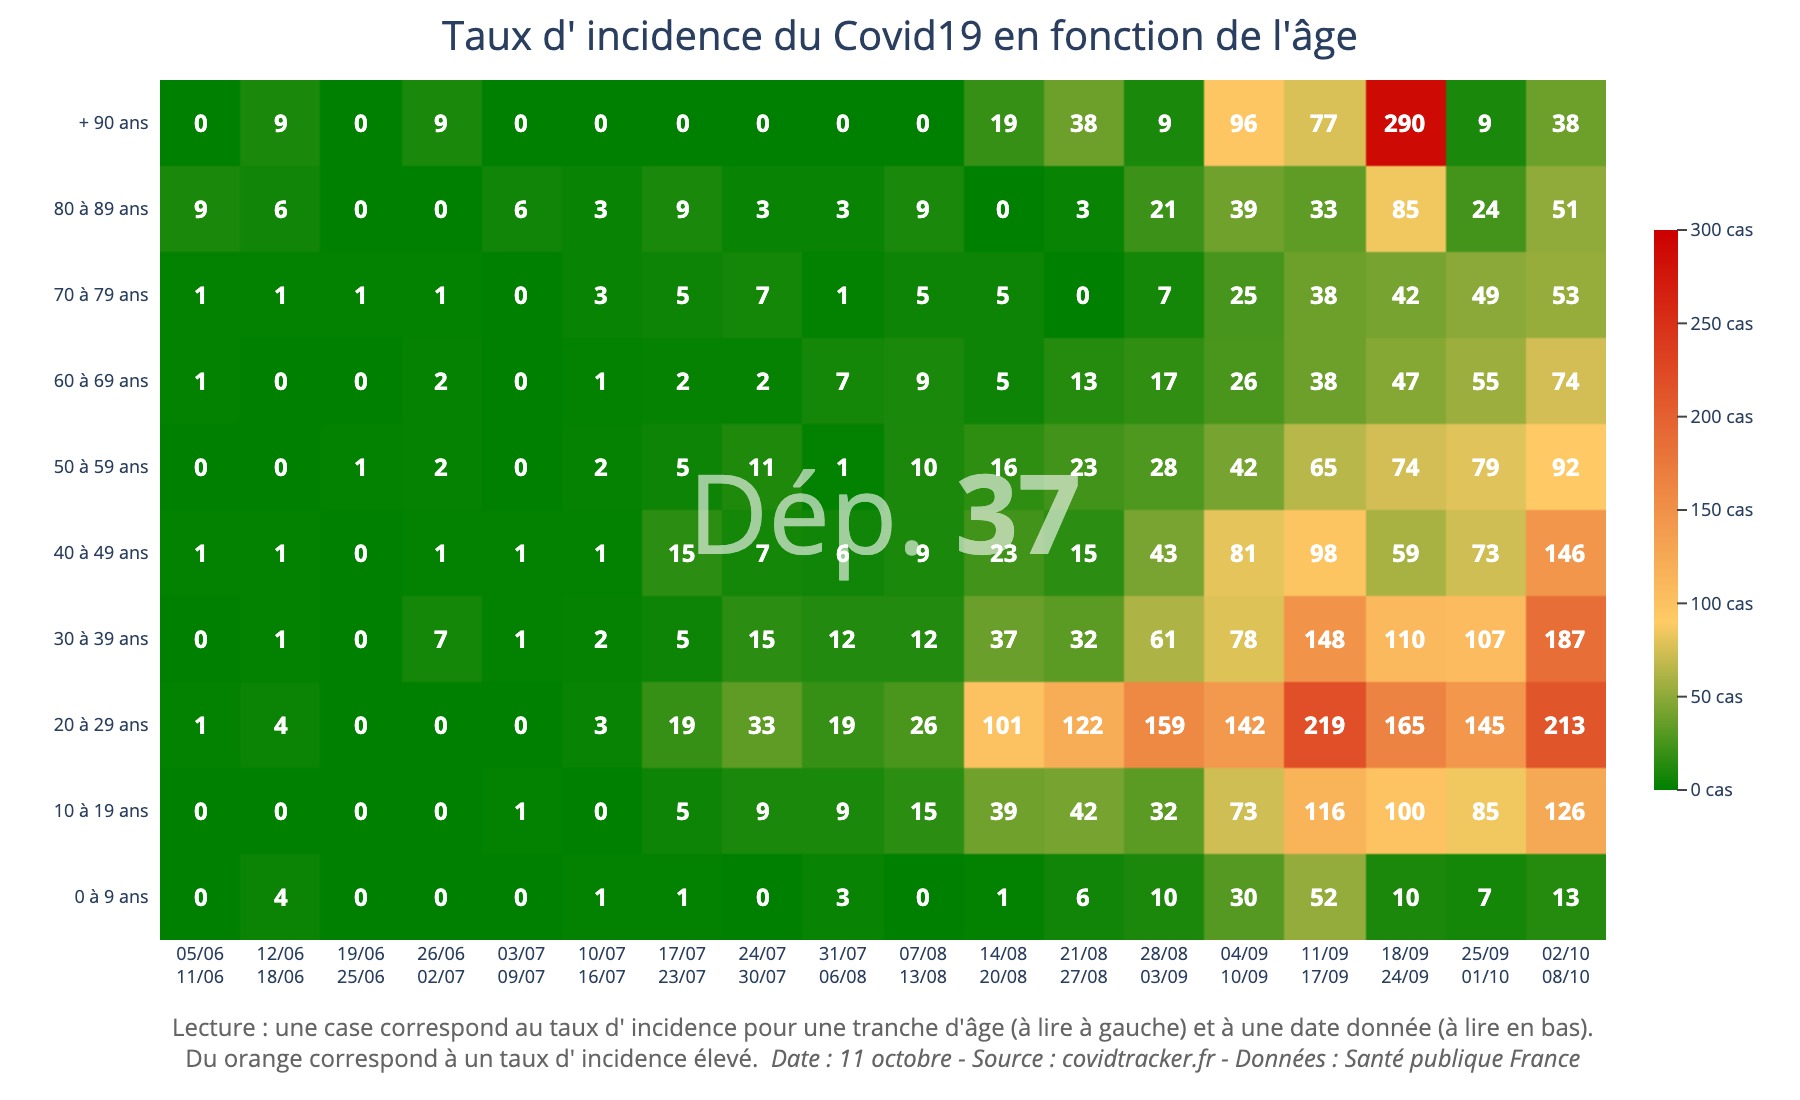 Taux d' incidence du Covid19 en fonction de l'âge
+ 90 ans 0 9 0 9 0 0 0 0 0 0 19 38 9 96 77 290 9 38
80 à 89 ans 9 6 0 0 6 3 9 3 3 9 0 3 21 39 33 85 24 51
70 à 79 ans 1 1 1 1 0 3 5 7 1 5 5 0 7 25 38 42 49 53
60 à 69 ans 1 0 0 2 0 1 2 2 7 9 5 13 17 26 38 47 55 74
50 à 59 ans 0 0 1 2 0 2 5 11 1 10 16 23 28 42 65 74 79 92
Dép. 37
40 à 49 ans 1 1 0 1 1 1 15 7 6 9 23 15 43 81 98 59 73 146
30 à 39 ans 0 1 0 7 1 2 5 15 12 12 37 32 61 78 148 110 107 187
20 à 29 ans 1 4 0 0 0 3 19 33 19 26 101 122 159 142 219 165 145 213
10 à 19 ans 0 0 0 0 1 0 5 9 9 15 39 42 32 73 116 100 85 126
0 à 9 ans 0 4 0 0 0 1 1 0 3 0 1 6 10 30 52 10 7 13
05/06 12/06 19/06 26/06 03/07 10/07 17/07 24/07 31/07 07/08 14/08 21/08 28/08 04/09 11/09 18/09 25/09 02/10
11/06 18/06 25/06 02/07 09/07 16/07 23/07 30/07 06/08 13/08 20/08 27/08 03/09 10/09 17/09 24/09 01/10 08/10
300 cas
250 cas
200 cas
150 cas
100 cas
50 cas
0 cas
Lecture : une case correspond au taux d' incidence pour une tranche d'âge (à lire à gauche) et à une date donnée (à lire en bas).
Du orange correspond à un taux d' incidence élevé. Date : 11 octobre - Source : covidtracker.fr - Données : Santé publique France